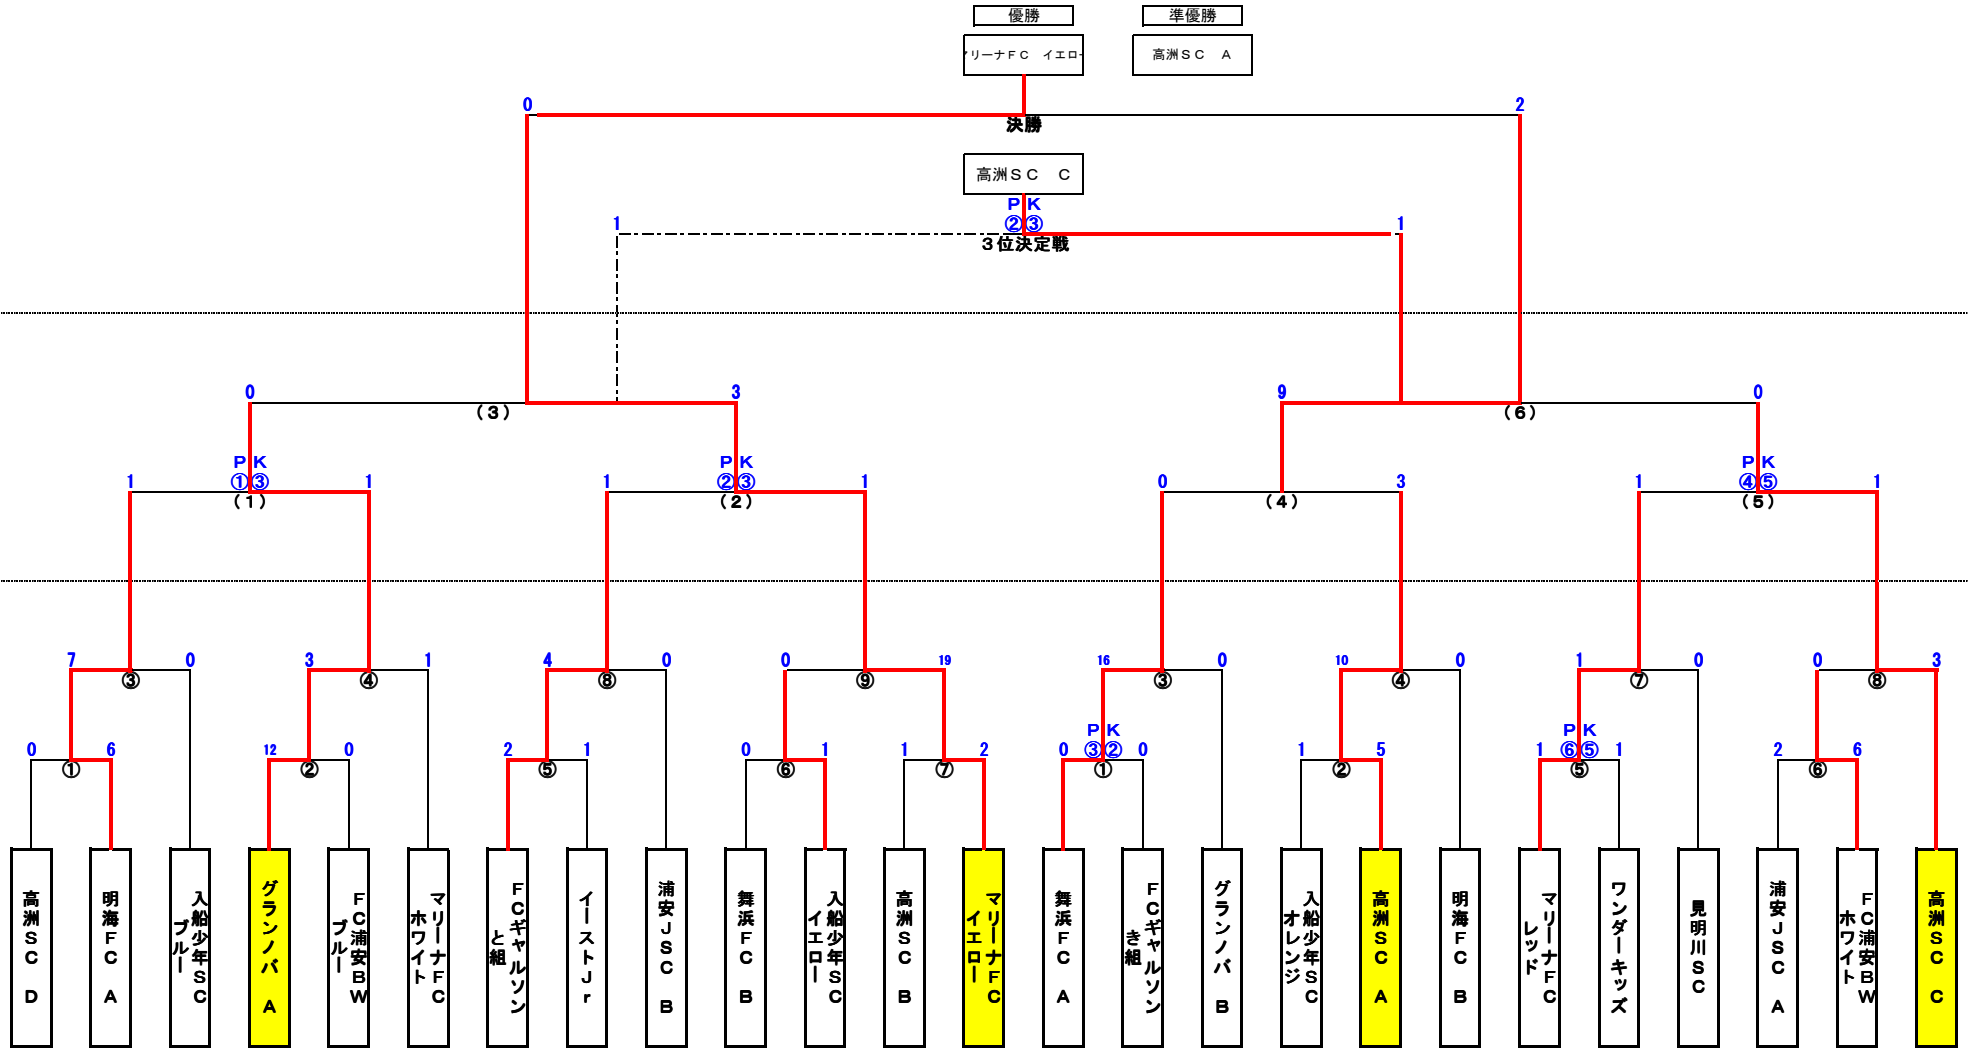 優勝 準優勝
マリーナＦＣ　イエロー 高洲ＳＣ　Ａ
0 2
決勝
高洲ＳＣ　Ｃ
ＰＫ
1 ②③ 1
３位決定戦
0 3 9 0
（３） （６）
ＰＫ ＰＫ ＰＫ
1 ①③ 1 1 ②③ 1 0 3 1 ④⑤ 1
（１） （２） （４） （５）
7 0 3 1 4 0 0 19 16 0 10 0 1 0 0 3
③ ④ ⑧ ⑨ ③ ④ ⑦ ⑧
ＰＫ ＰＫ
0 6 12 0 2 1 0 1 1 2 0 ③② 0 1 5 1 ⑥⑤ 1 2 6
① ② ⑤ ⑥ ⑦ ① ② ⑤ ⑥
高洲ＳＣ　Ｄ
明海ＦＣ　Ａ
入船少年ＳＣ
ブルー
グランノバ　Ａ
ＦＣ浦安ＢＷ
ブルー
マリーナＦＣ
ホワイト
ＦＣギャルソン
と組
イーストＪｒ
浦安ＪＳＣ　Ｂ
舞浜ＦＣ　Ｂ
入船少年ＳＣ
イエロー
高洲ＳＣ　Ｂ
マリーナＦＣ
イエロー
舞浜ＦＣ　Ａ
ＦＣギャルソン
き組
グランノバ　Ｂ
入船少年ＳＣ
オレンジ
高洲ＳＣ　Ａ
明海ＦＣ　Ｂ
マリーナＦＣ
レッド
ワンダーキッズ
見明川ＳＣ
浦安ＪＳＣ　Ａ
ＦＣ浦安ＢＷ
ホワイト
高洲ＳＣ　Ｃ